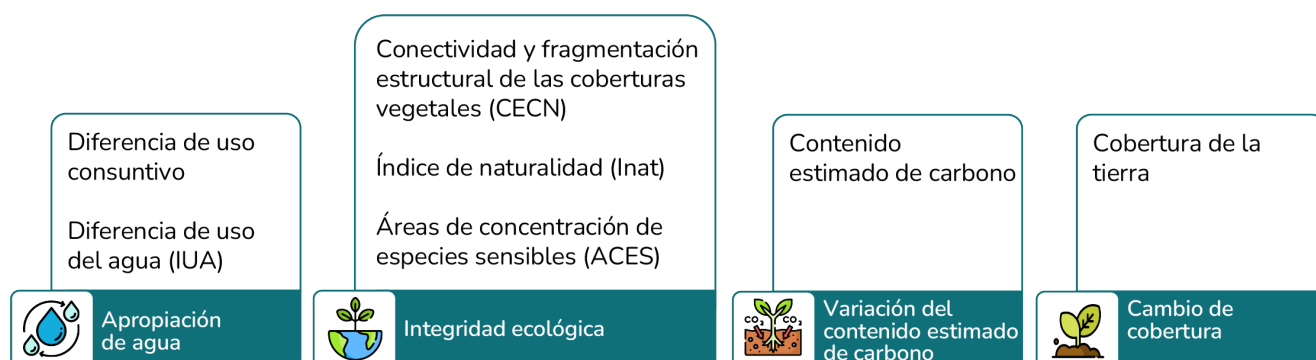 Diferencia de uso
consuntivo
Diferencia de uso
del agua (IUA)
Apropiación
de agua
Conectividad y fragmentación
estructural de las coberturas
vegetales (CECN)
Índice de naturalidad (Inat)
Áreas de concentración de
especies sensibles (ACES)
Integridad ecológica
Contenido
estimado de carbono
CO2 CO2
Variación del
contenido estimado
de carbono
Cobertura de la
tierra
Cambio de
cobertura